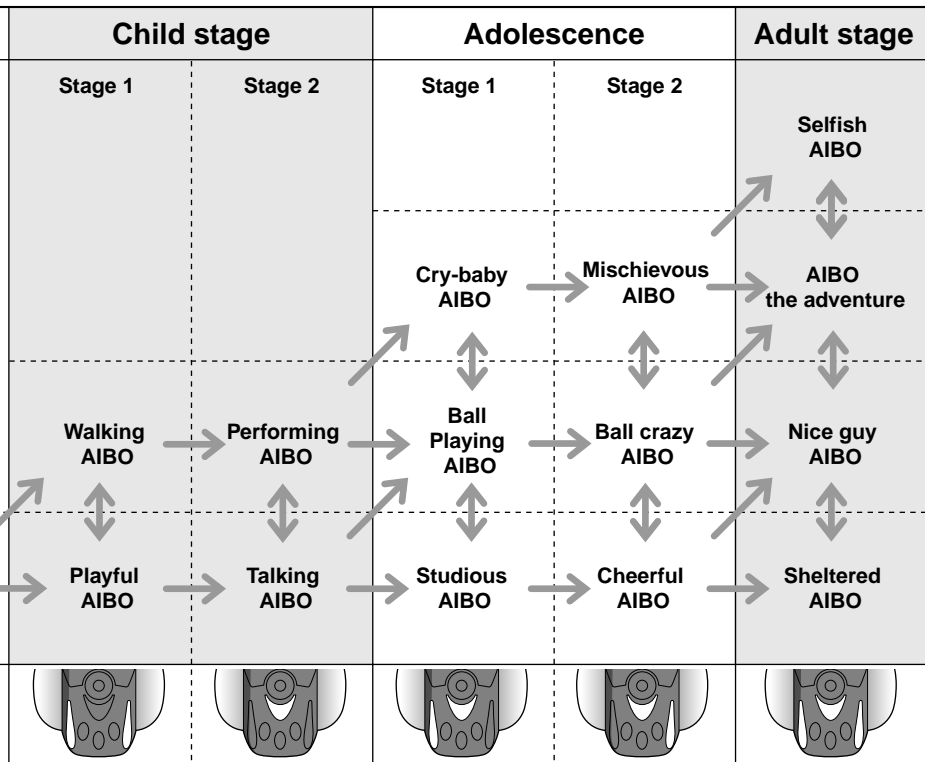 Child stage
Adolescence
Adult stage
Stage 1
Stage 2
Stage 1
Stage 2
Selfish
AIBO
Cry-baby
AIBO
Mischievous
AIBO
AIBO
the adventure
Walking
AIBO
Performing
AIBO
Ball
Playing
AIBO
Ball crazy
AIBO
Nice guy
AIBO
Playful
AIBO
Talking
AIBO
Studious
AIBO
Cheerful
AIBO
Sheltered
AIBO